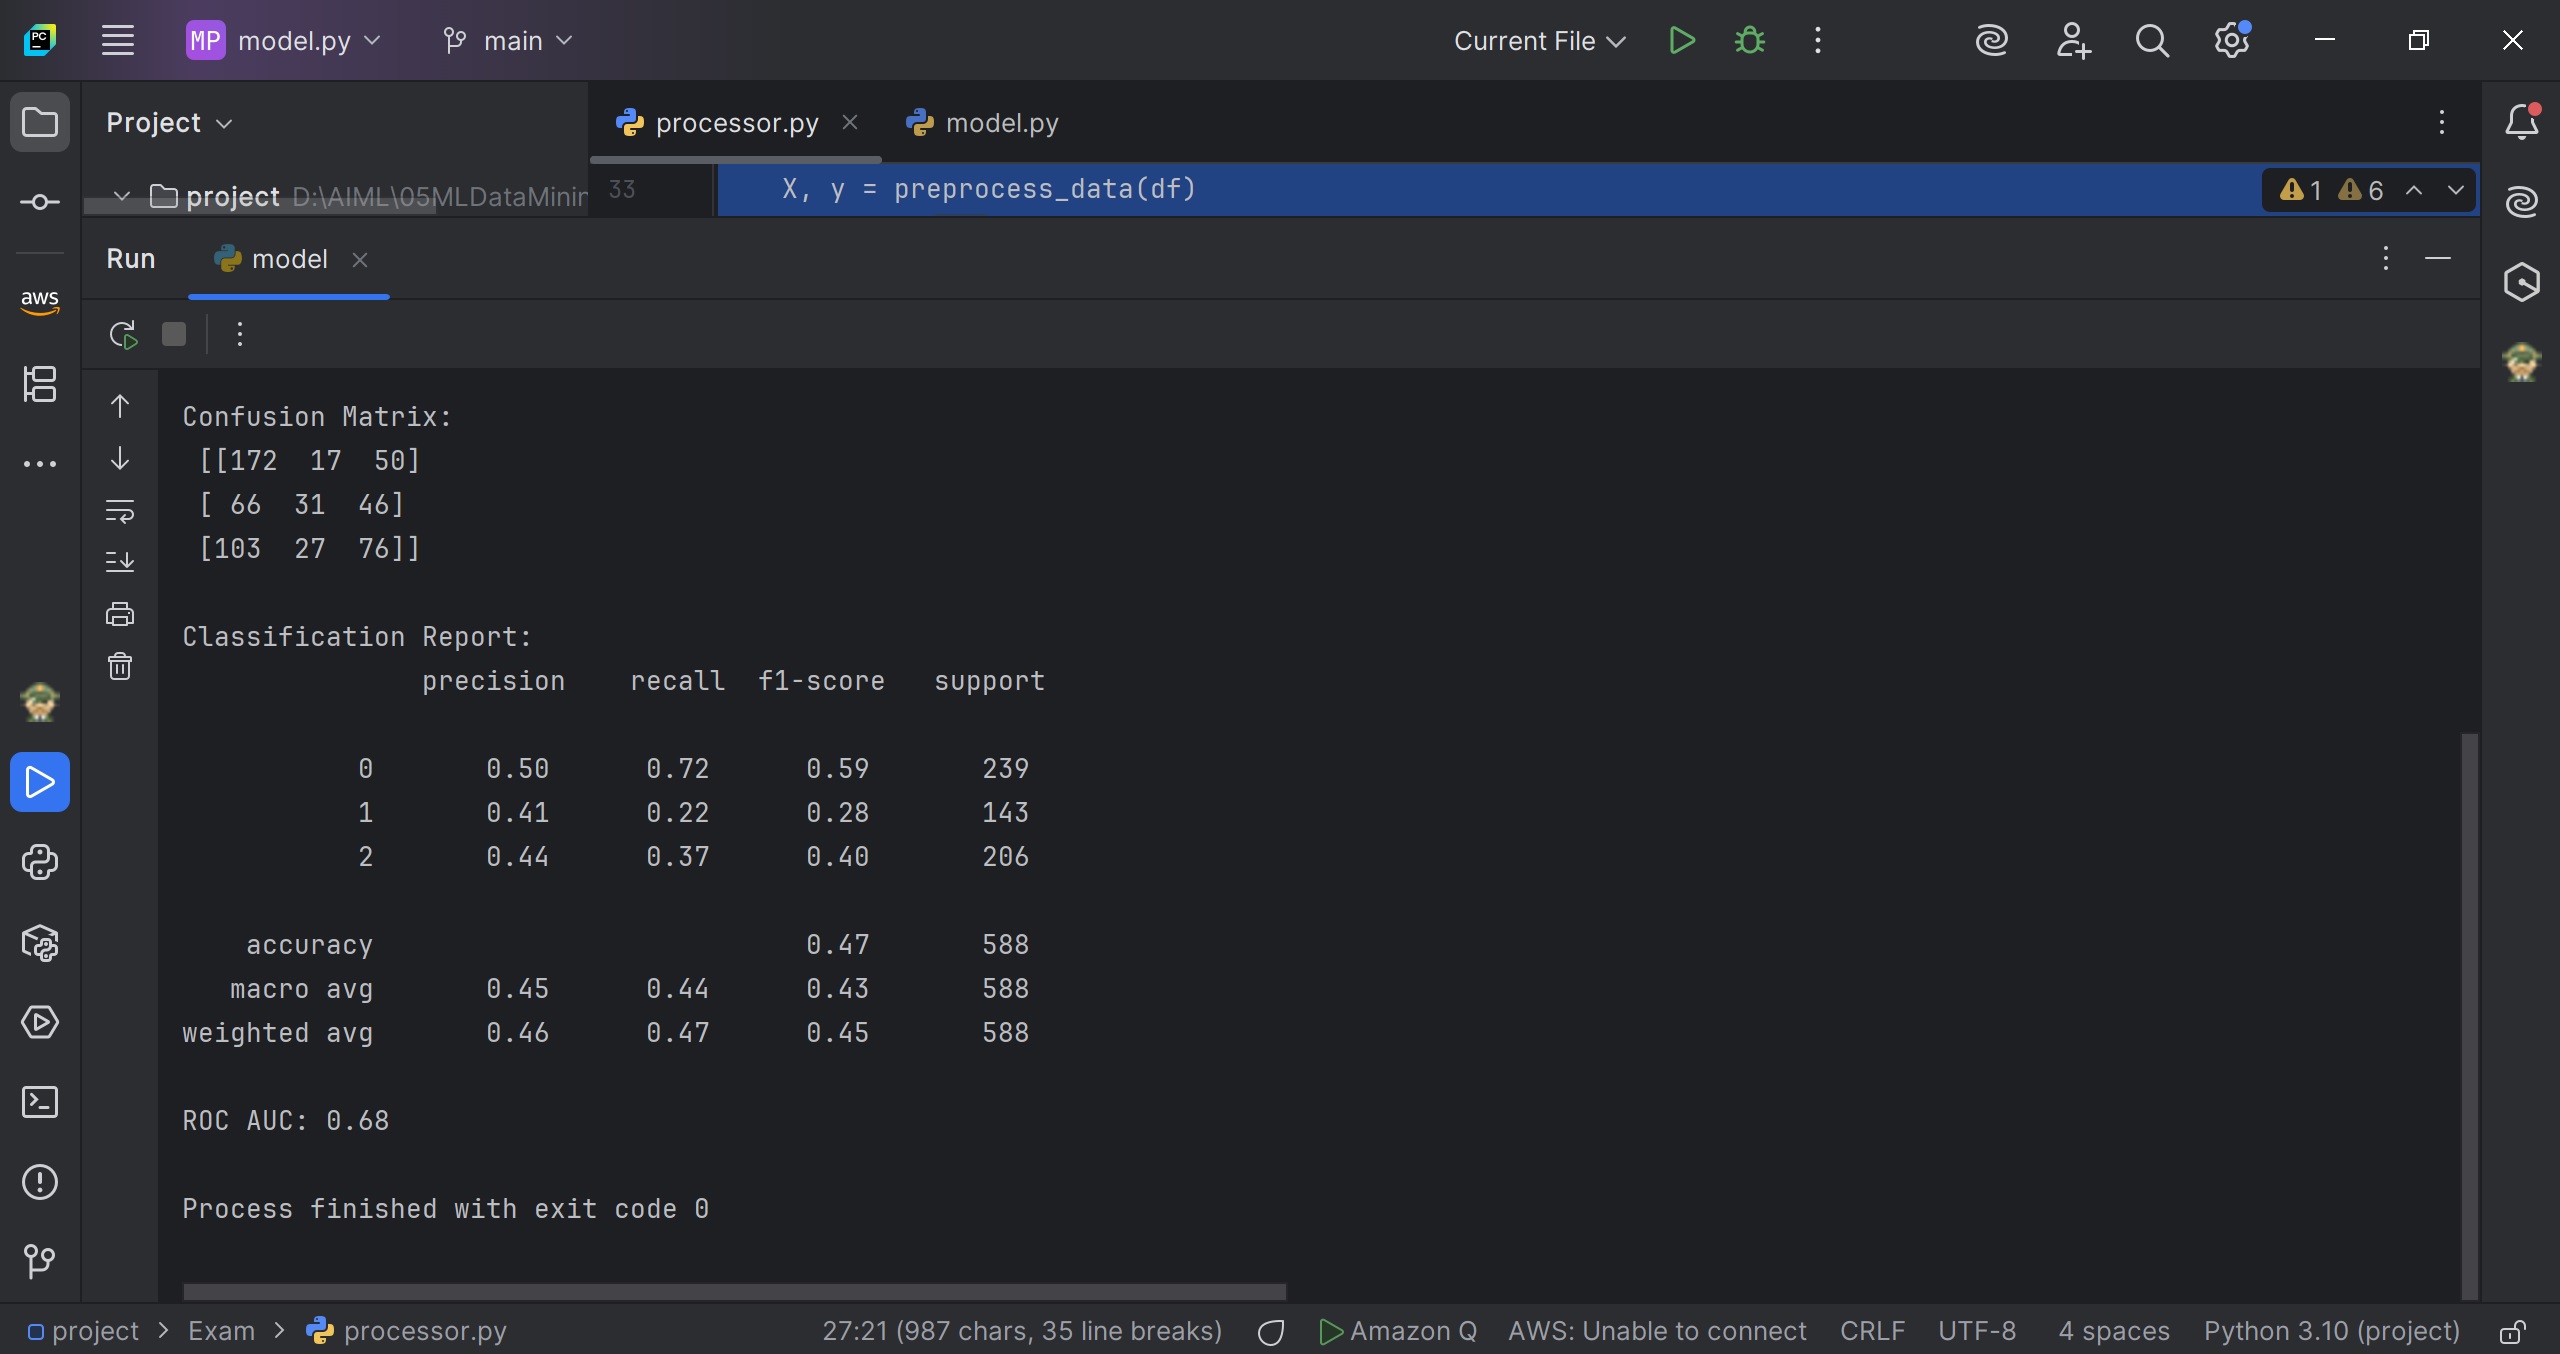 PC
MP model.py main Current File
Project
processor.py model.py
project D:\AIML\05MLDataMinin
33 X, y = preprocess_data(df) 1 6
Run model
aws
Confusion Matrix:
[[172 17 50]
[ 66 31 46]
[103 27 76]]
Classification Report:
precision recall f1-score support
0 0.50 0.72 0.59 239
1 0.41 0.22 0.28 143
2 0.44 0.37 0.40 206
accuracy 0.47 588
macro avg 0.45 0.44 0.43 588
weighted avg 0.46 0.47 0.45 588
ROC AUC: 0.68
Process finished with exit code 0
project > Exam > processor.py 27:21 (987 chars, 35 line breaks) Amazon Q AWS: Unable to connect CRLF UTF-8 4 spaces Python 3.10 (project)